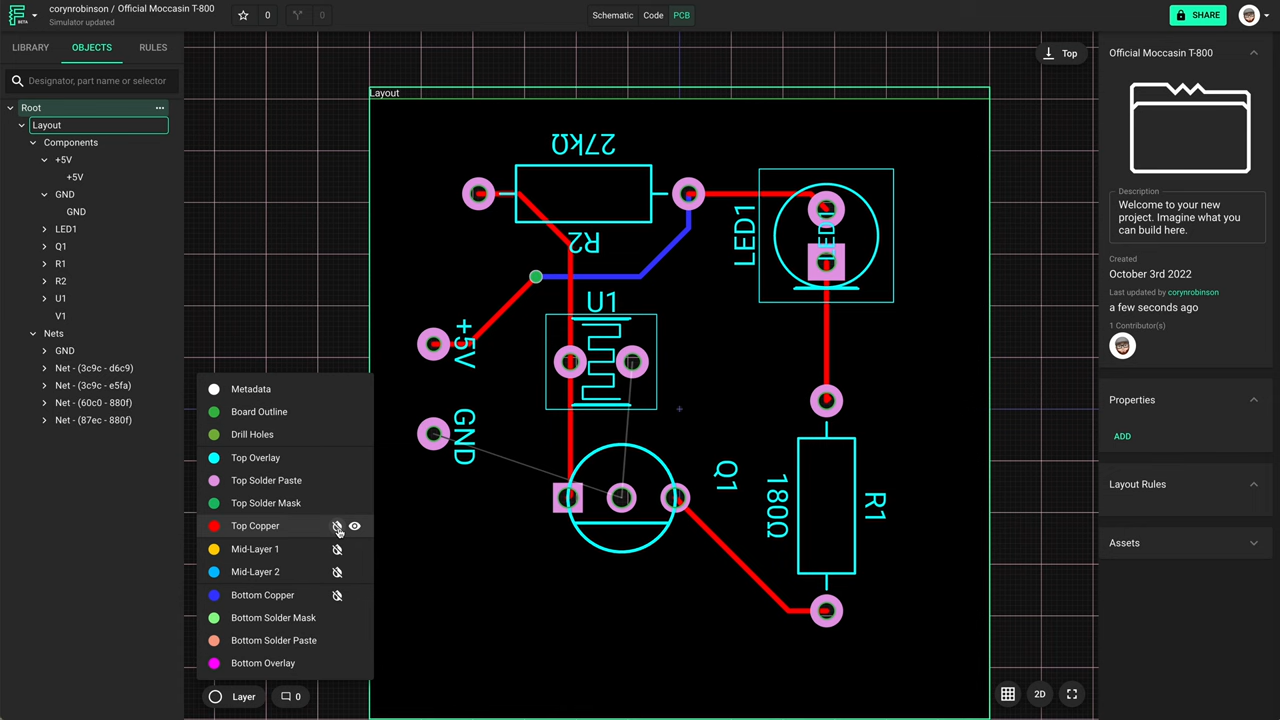 corynrobinson / Official Moccasin T-800
BETA
Simulator updated
0
0
Schematic
Code
PCB
SHARE
LIBRARY
OBJECTS
RULES
Designator, part name or selector
Root
Layout
Components
+5V
+5V
GND
GND
LED1
Q1
R1
R2
U1
V1
Nets
GND
Net - (3c9c - d6c9)
Net - (3c9c - e5fa)
Net - (60c0 - 880f)
Net - (87ec - 880f)
Metadata
Board Outline
Drill Holes
Top Overlay
Top Solder Paste
Top Solder Mask
Top Copper
Mid-Layer 1
Mid-Layer 2
Bottom Copper
Bottom Solder Mask
Bottom Solder Paste
Bottom Overlay
Layer
0
Layout
27kΩ
R2
LED1
LED1
U1
+5V
GND
Q1
180Ω
R1
Top
2D
Official Moccasin T-800
Description
Welcome to your new
project. Imagine what you
can build here.
Created
October 3rd 2022
Last updated by corynrobinson
a few seconds ago
1 Contributor(s)
Properties
ADD
Layout Rules
Assets